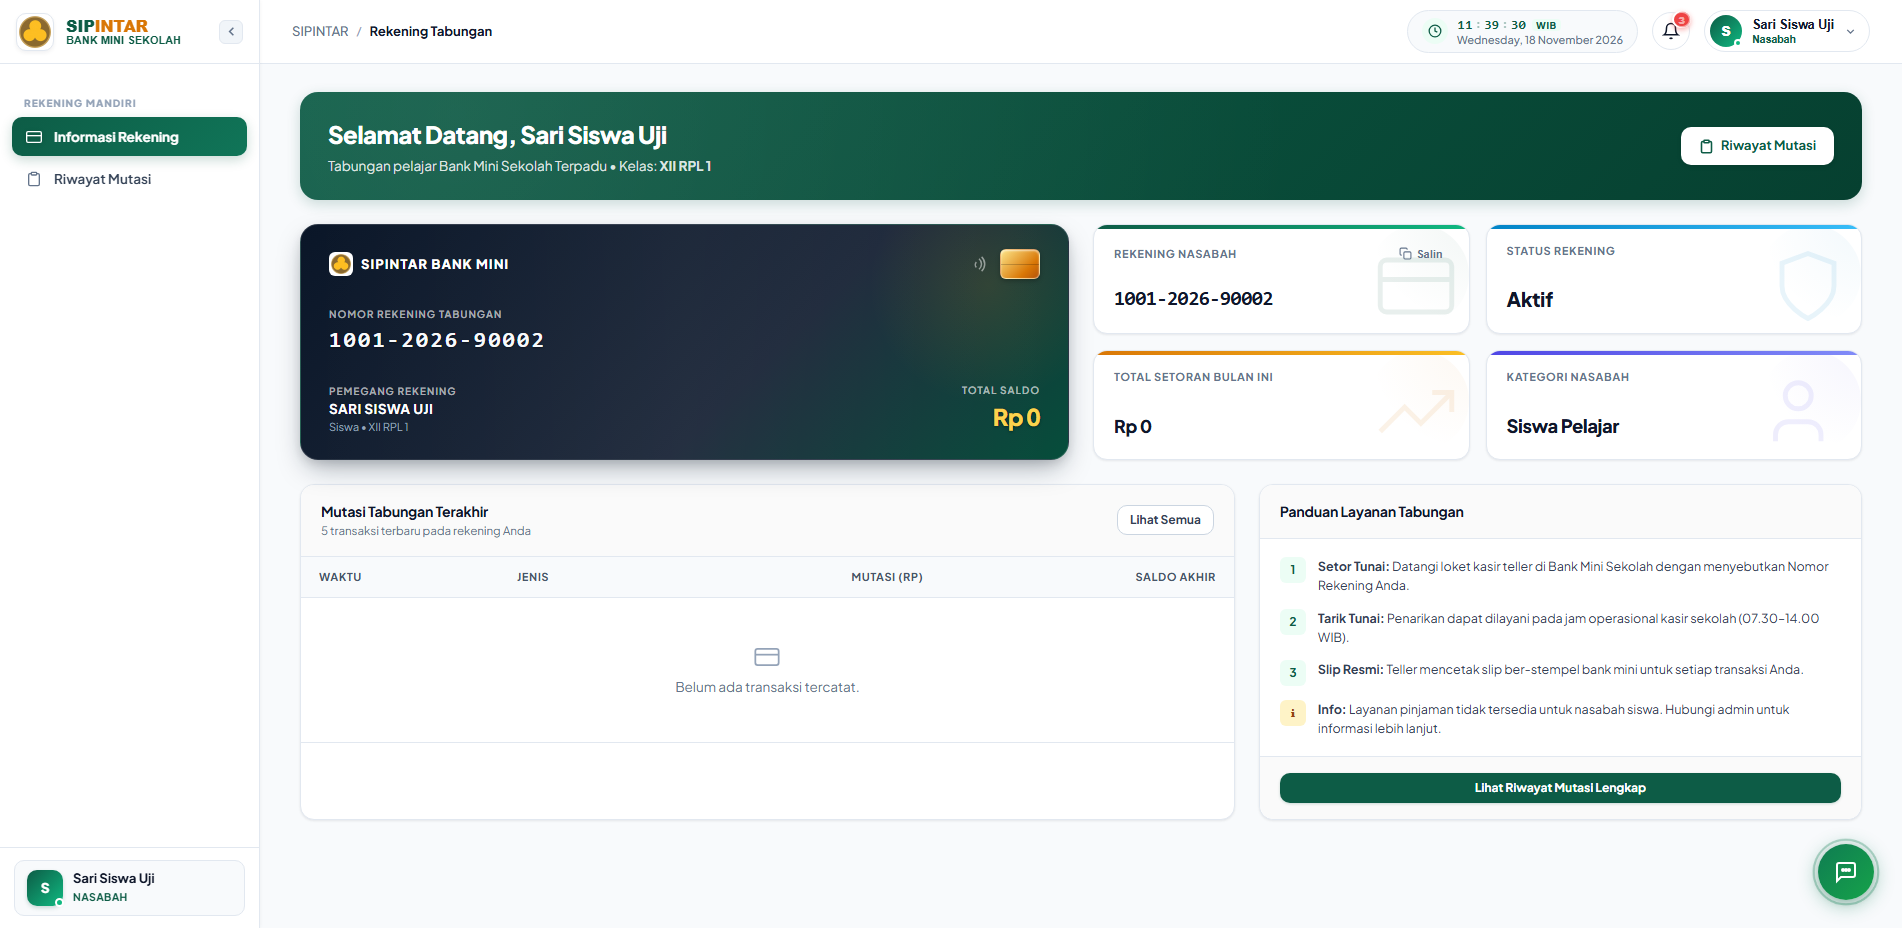 SIPINTAR
BANK MINI SEKOLAH
SIPINTAR / Rekening Tabungan
11 : 39 : 30 WIB
Wednesday, 18 November 2026
3
S
Sari Siswa Uji
Nasabah
REKENING MANDIRI
Informasi Rekening
Riwayat Mutasi
Selamat Datang, Sari Siswa Uji
Tabungan pelajar Bank Mini Sekolah Terpadu • Kelas: XII RPL 1
Riwayat Mutasi
SIPINTAR BANK MINI
NOMOR REKENING TABUNGAN
1001-2026-90002
PEMEGANG REKENING
SARI SISWA UJI
Siswa • XII RPL 1
TOTAL SALDO
Rp 0
REKENING NASABAH
Salin
1001-2026-90002
STATUS REKENING
Aktif
TOTAL SETORAN BULAN INI
Rp 0
KATEGORI NASABAH
Siswa Pelajar
Mutasi Tabungan Terakhir
5 transaksi terbaru pada rekening Anda
Lihat Semua
WAKTU JENIS MUTASI (RP) SALDO AKHIR
Belum ada transaksi tercatat.
Panduan Layanan Tabungan
1 Setor Tunai: Datangi loket kasir teller di Bank Mini Sekolah dengan menyebutkan Nomor
Rekening Anda.
2 Tarik Tunai: Penarikan dapat dilayani pada jam operasional kasir sekolah (07.30–14.00
WIB).
3 Slip Resmi: Teller mencetak slip ber-stempel bank mini untuk setiap transaksi Anda.
i Info: Layanan pinjaman tidak tersedia untuk nasabah siswa. Hubungi admin untuk
informasi lebih lanjut.
Lihat Riwayat Mutasi Lengkap
S
Sari Siswa Uji
NASABAH